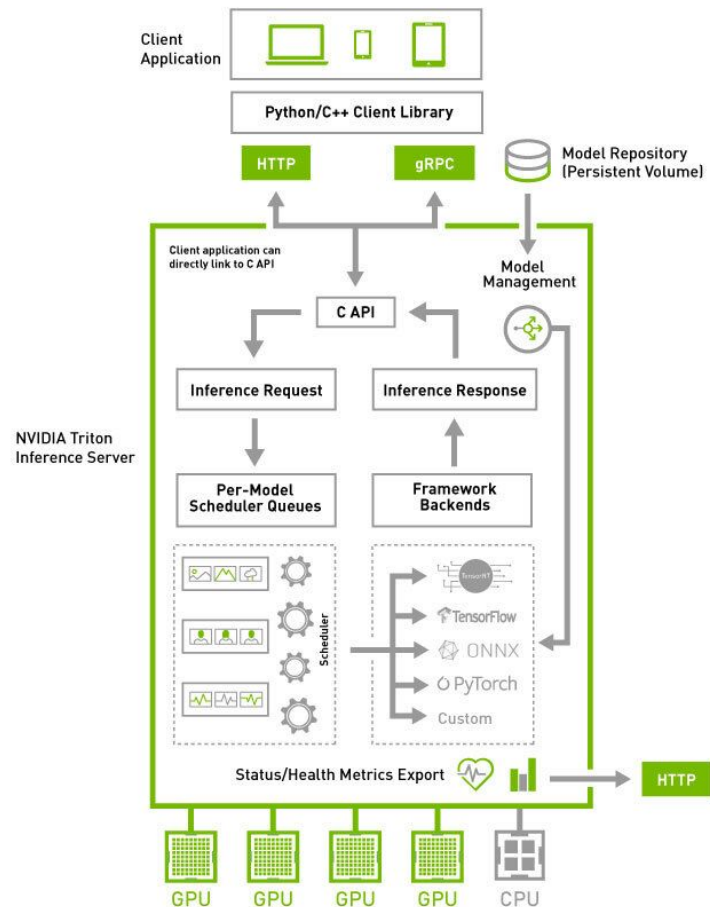 Client
Application
Python/C++ Client Library
HTTP
gRPC
Model Repository
(Persistent Volume)
Client application can
directly link to C API
Model
Management
C API
Inference Request
Inference Response
NVIDIA Triton
Inference Server
Per-Model
Scheduler Queues
Framework
Backends
Scheduler
TensorRT
TensorFlow
ONNX
PyTorch
Custom
Status/Health Metrics Export
HTTP
GPU
GPU
GPU
GPU
CPU